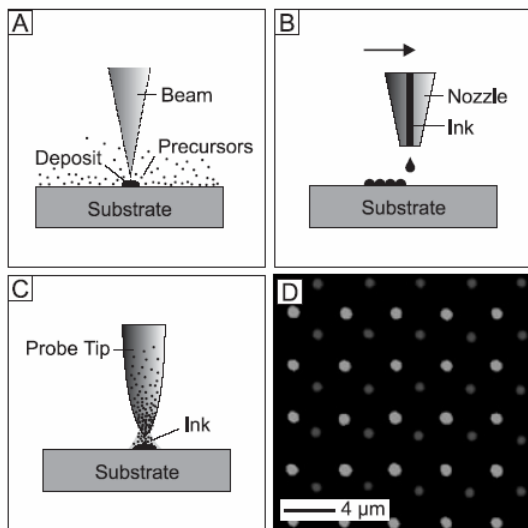 A
Beam
Precursors
Deposit
Substrate
B
Nozzle
Ink
Substrate
C
Probe Tip
Ink
Substrate
D
4 μm